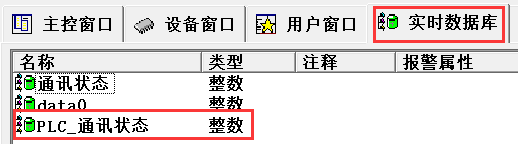 主控窗口 设备窗口 用户窗口 实时数据库
名称 类型 注释 报警属性
通讯状态 整数
data0 整数
PLC_通讯状态 整数